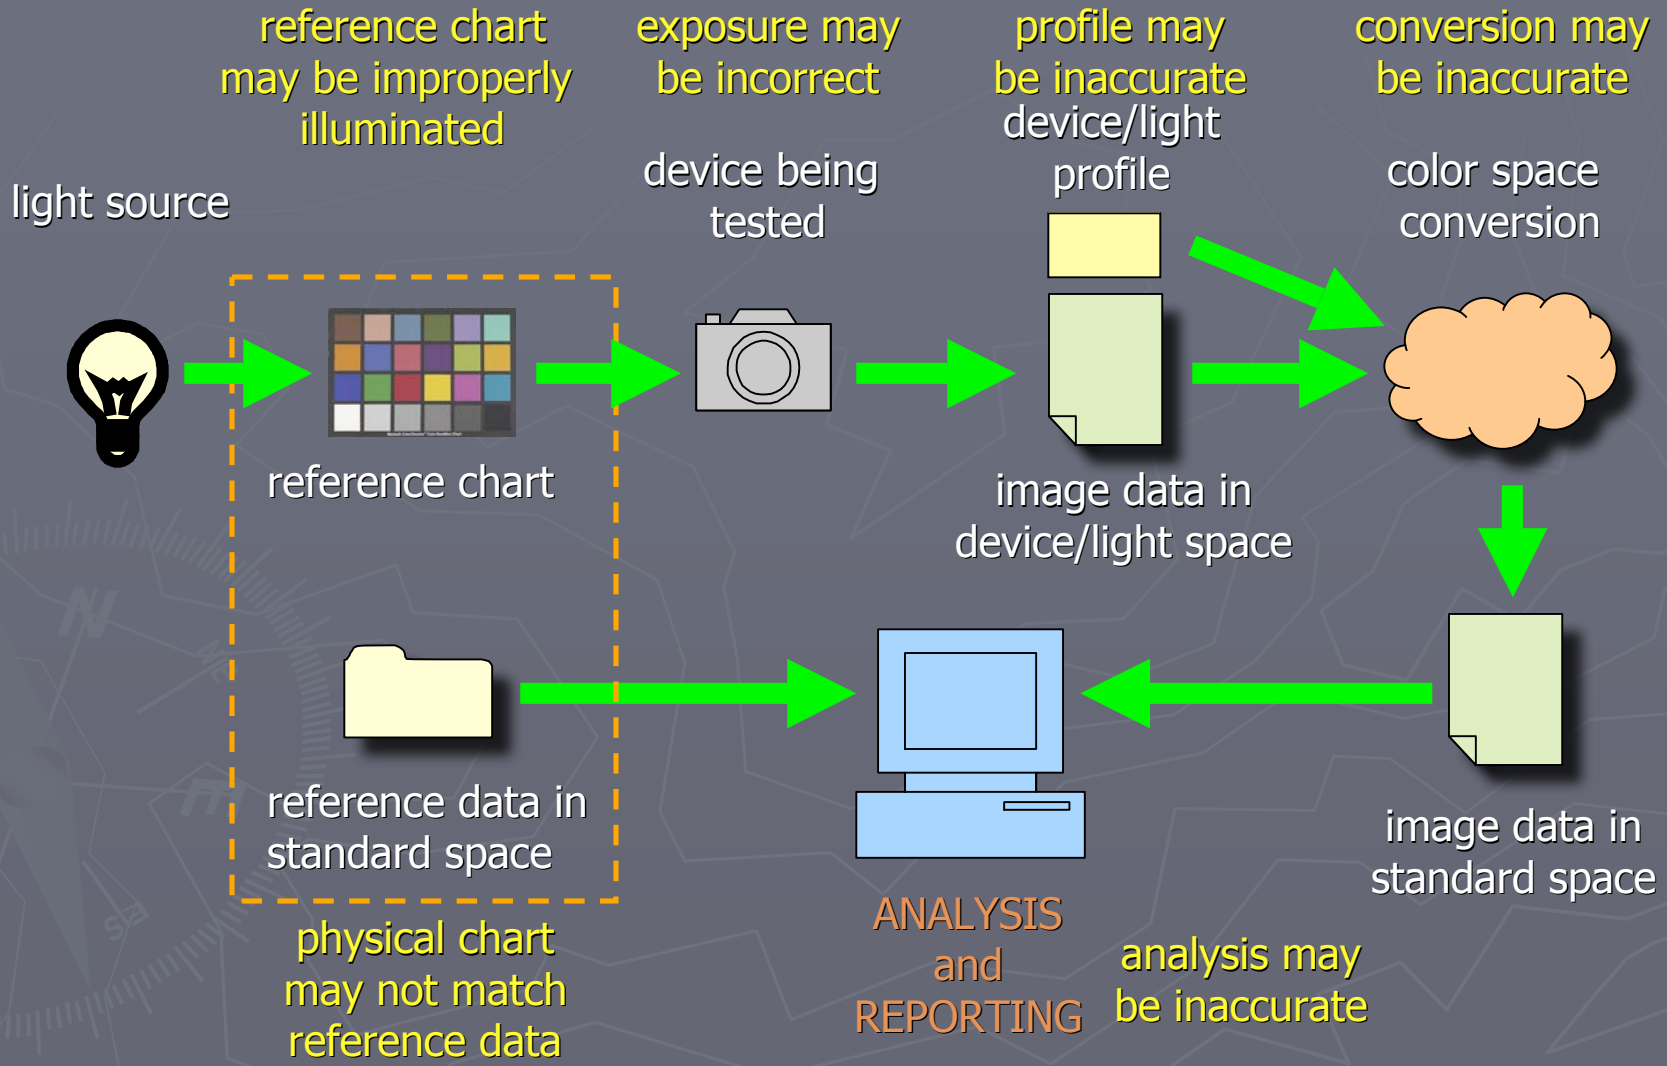 reference chart
may be improperly
illuminated
exposure may
be incorrect
profile may
be inaccurate
conversion may
be inaccurate
light source
device being
tested
device/light
profile
color space
conversion
reference chart
image data in
device/light space
reference data in
standard space
image data in
standard space
physical chart
may not match
reference data
ANALYSIS
and
REPORTING
analysis may
be inaccurate
N
NE
E